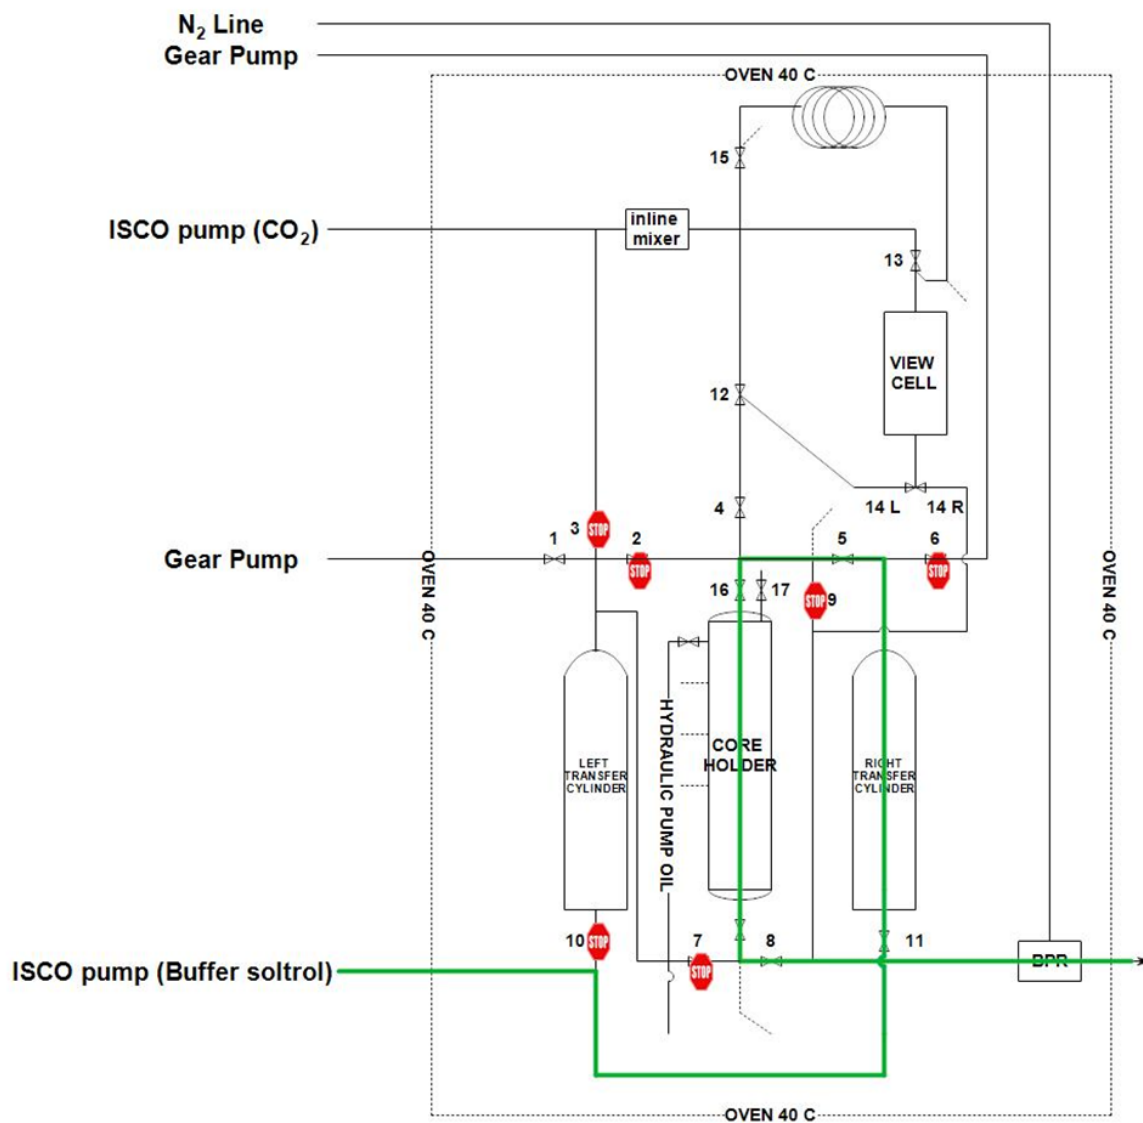 N₂ Line
Gear Pump
OVEN 40 C
15
ISCO pump (CO₂)
inline
mixer
13
VIEW
CELL
12
14 L 14 R
4
3 STOP
1 2 5 6
Gear Pump
STOP STOP
OVEN 40 C
OVEN 40 C
16 17 STOP 9
HYDRAULIC PUMP OIL
CORE
HOLDER
LEFT
TRANSFER
CYLINDER
RIGHT
TRANSFER
CYLINDER
10 STOP 7 8 11
STOP
ISCO pump (Buffer soltrol)
BPR
OVEN 40 C